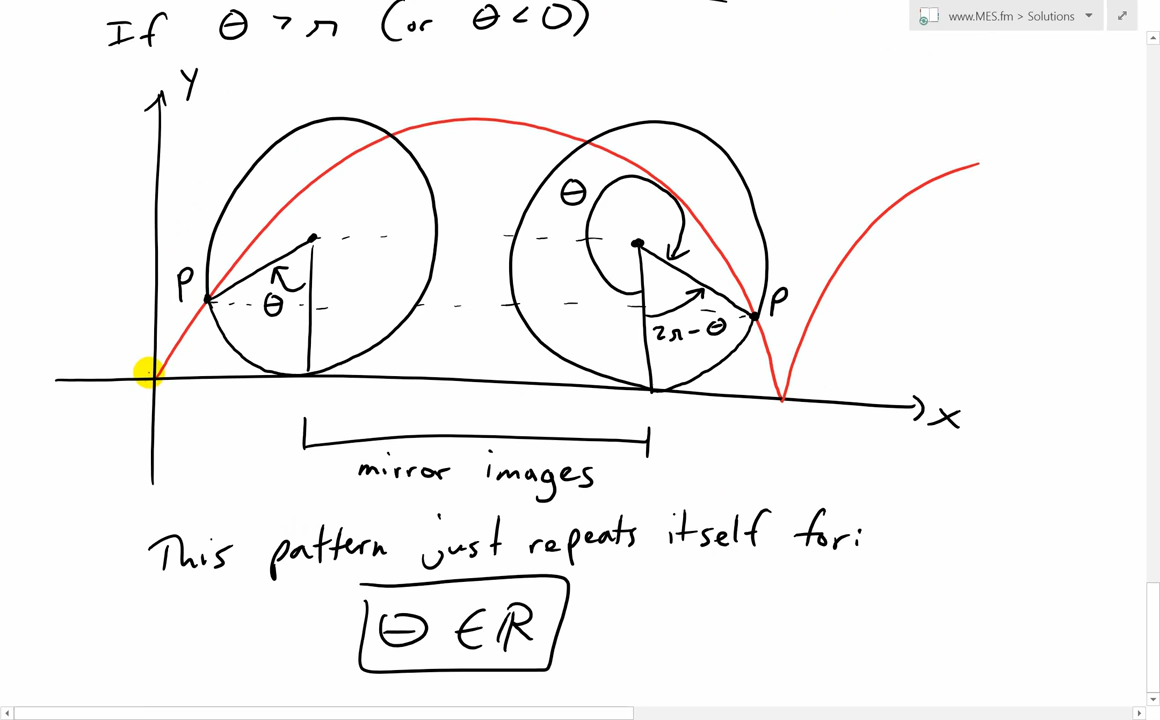 www.MES.fm > Solutions
If θ > π (or θ < 0)
Y
θ
P
θ
P
2π - θ
X
mirror images
This pattern just repeats itself for:
θ ∈ ℝ